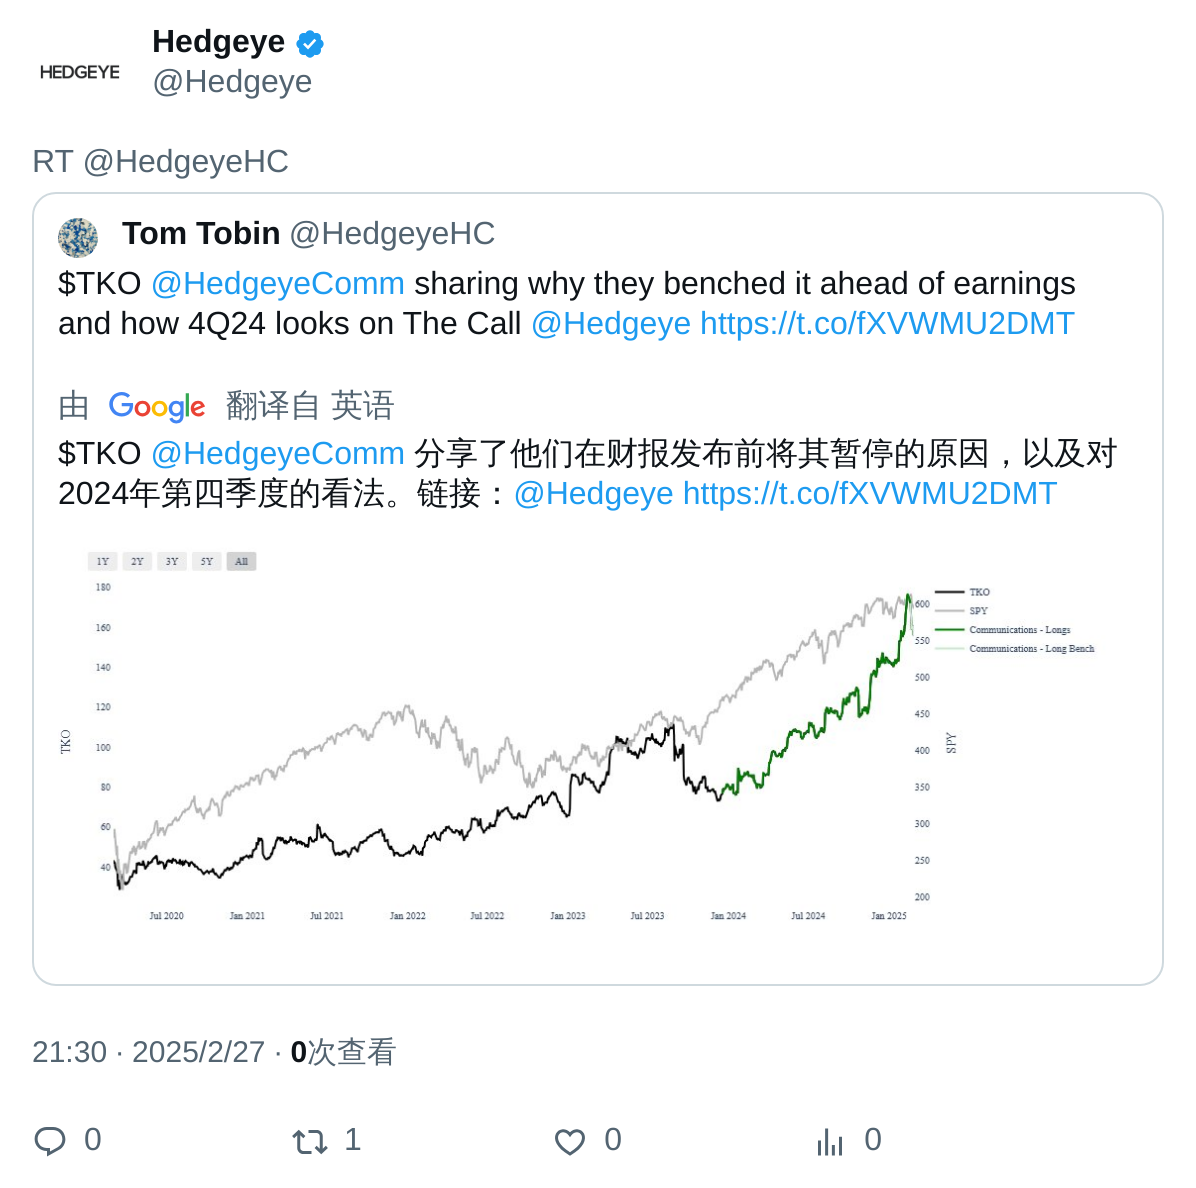 Hedgeye
HEDGEYE
@Hedgeye
RT @HedgeyeHC
Tom Tobin @HedgeyeHC
$TKO @HedgeyeComm sharing why they benched it ahead of earnings
and how 4Q24 looks on The Call @Hedgeye https://t.co/fXVWMU2DMT
由 Google 翻译自 英语
$TKO @HedgeyeComm 分享了他们在财报发布前将其暂停的原因，以及对
2024年第四季度的看法。链接：@Hedgeye https://t.co/fXVWMU2DMT
1Y 2Y 3Y 5Y All
180
160
140
120
100
80
60
40
TKO
600
550
500
450
400
350
300
250
200
SPY
TKO
SPY
Communications - Longs
Communications - Long Bench
Jul 2020 Jan 2021 Jul 2021 Jan 2022 Jul 2022 Jan 2023 Jul 2023 Jan 2024 Jul 2024 Jan 2025
21:30 · 2025/2/27 · 0次查看
0 1 0 0